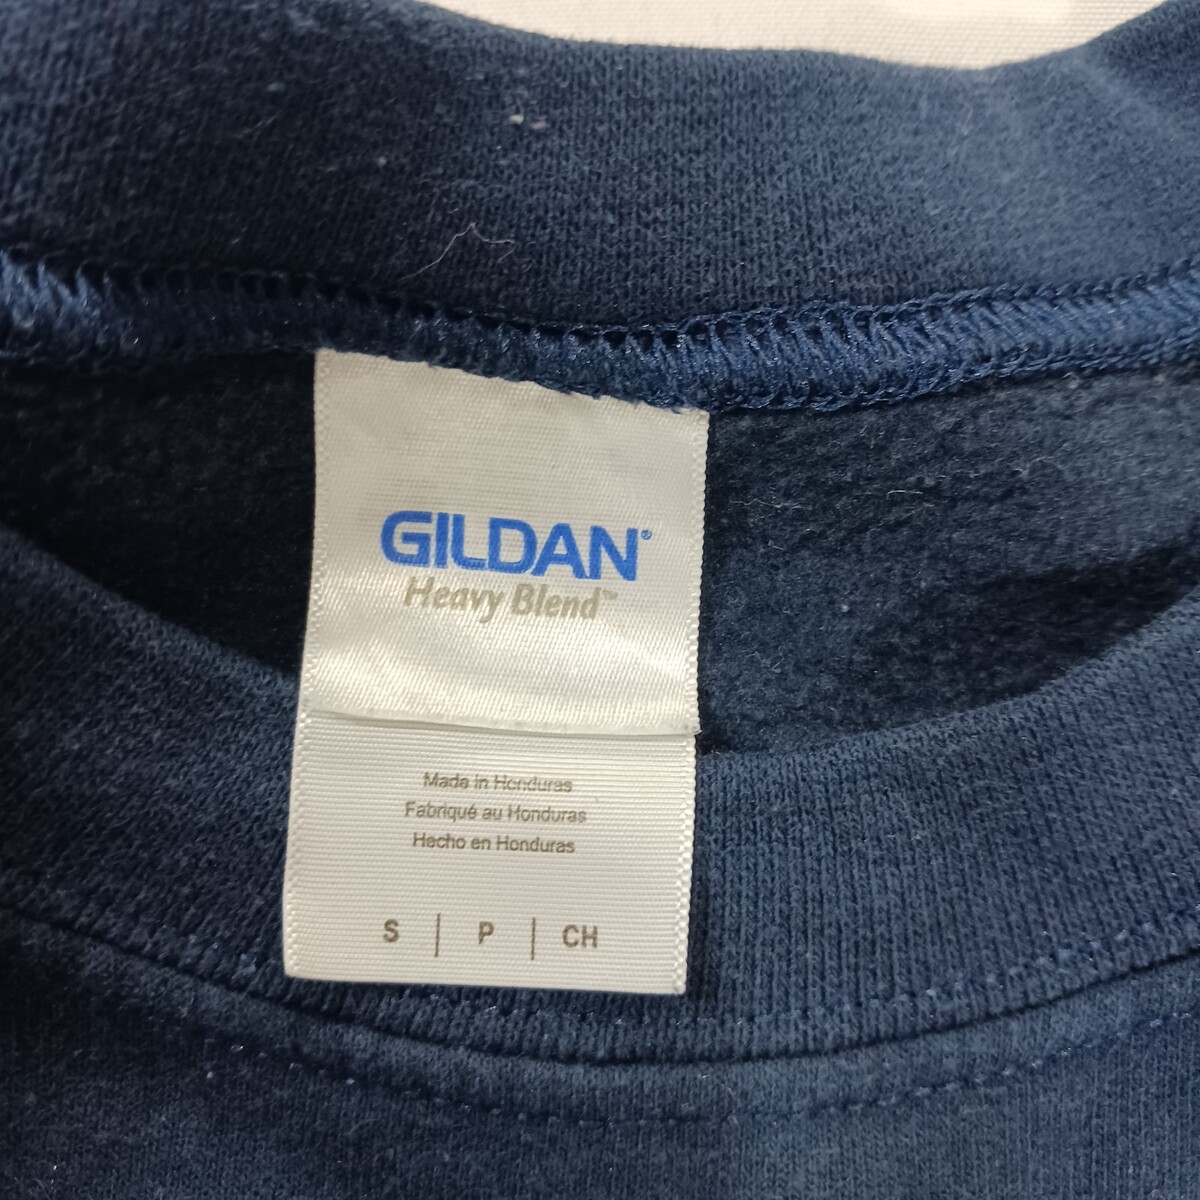 GILDAN®
Heavy Blend™
Made in Honduras
Fabriqué au Honduras
Hecho en Honduras
S | P | CH